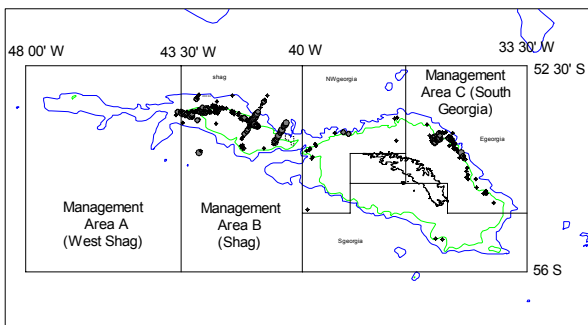 48 00' W
43 30' W
40 W
33 30' W
52 30' S
shag
NWgeorgia
Management
Area C (South
Georgia)
Egeorgia
Management
Area A
(West Shag)
Management
Area B
(Shag)
Sgeorgia
56 S